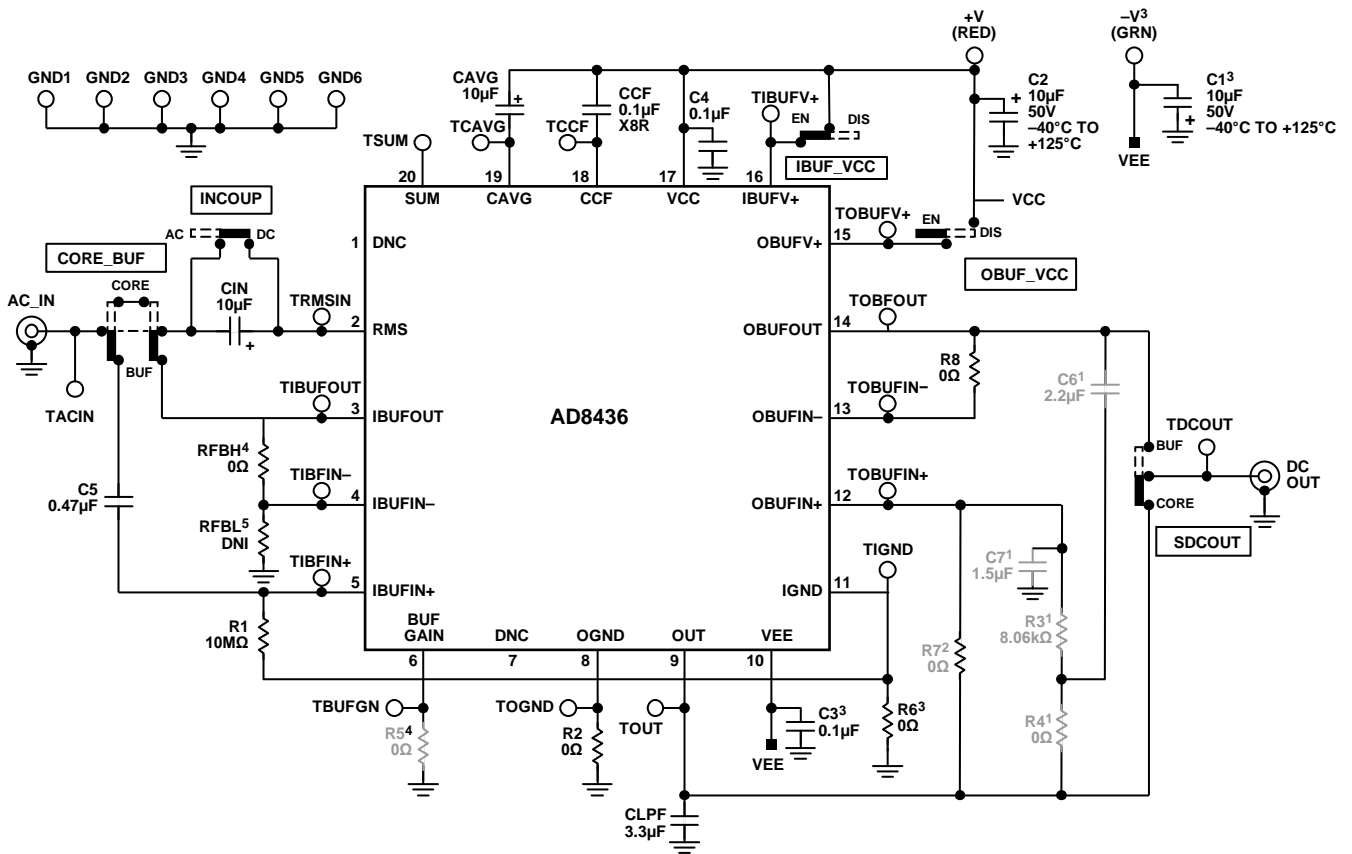 +V
(RED)
–V3
(GRN)
GND1
GND2
GND3
GND4
GND5
GND6
CAVG
10µF
+
CCF
0.1µF
X8R
C4
0.1µF
TIBUFV+
EN
DIS
+
C2
10µF
50V
–40°C TO
+125°C
C13
10µF
50V
–40°C TO +125°C
+
VEE
TSUM
TCAVG
TCCF
IBUF_VCC
20
SUM
19
CAVG
18
CCF
17
VCC
16
IBUFV+
VCC
INCOUP
AC
DC
1
DNC
TOBUFV+
EN
DIS
15
OBUFV+
OBUF_VCC
CORE_BUF
CORE
BUF
AC_IN
TACIN
CIN
10µF
+
TRMSIN
2
RMS
TOBFOUT
14
OBUFOUT
R8
0Ω
C61
2.2µF
TIBUFOUT
3
IBUFOUT
AD8436
TOBUFIN–
13
OBUFIN–
TDCOUT
BUF
CORE
DC
OUT
SDCOUT
RFBH4
0Ω
TIBFIN–
4
IBUFIN–
TOBUFIN+
12
OBUFIN+
C5
0.47µF
RFBL5
DNI
TIBFIN+
5
IBUFIN+
TIGND
11
IGND
C71
1.5µF
R1
10MΩ
BUF
GAIN
6
DNC
7
OGND
8
OUT
9
VEE
10
R72
0Ω
R31
8.06kΩ
TBUFGN
R54
0Ω
TOGND
R2
0Ω
TOUT
C33
0.1µF
VEE
R63
0Ω
R41
0Ω
CLPF
3.3µF